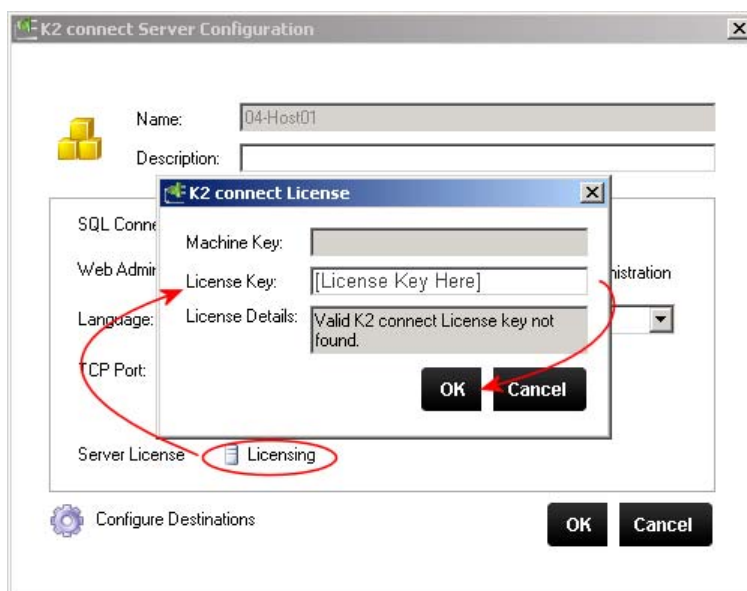 K2 connect Server Configuration
Name: 04-Host01
Description:
K2 connect License
SQL Conne
Machine Key:
Web Admin
nistration
License Key: [License Key Here]
Language:
License Details: Valid K2 connect License key not
found.
TCP Port:
OK Cancel
Server License Licensing
Configure Destinations
OK Cancel